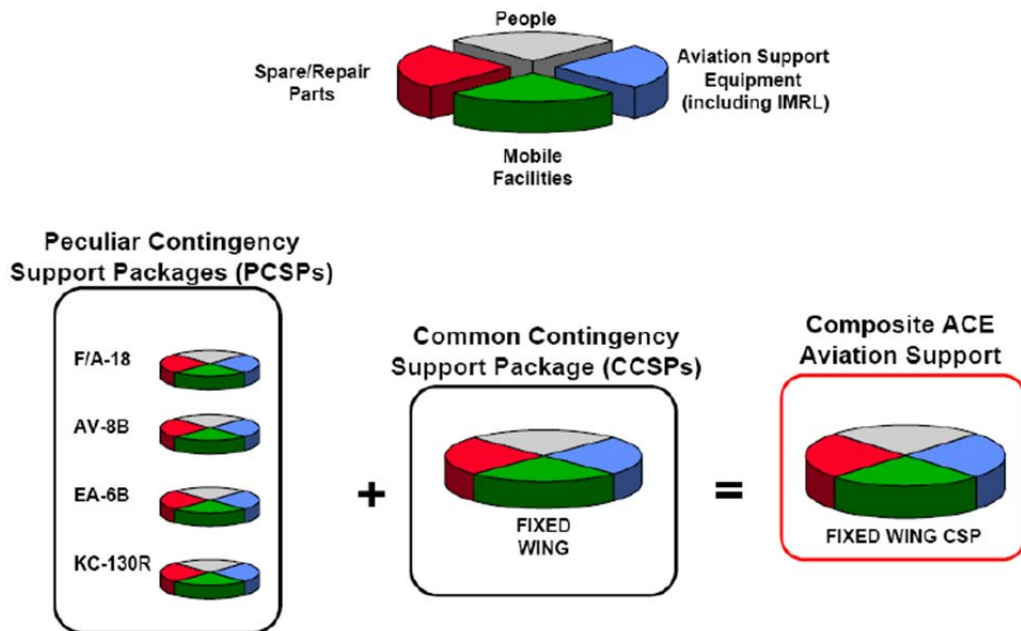 People
Spare/Repair
Parts
Aviation Support
Equipment
(including IMRL)
Mobile
Facilities
Peculiar Contingency
Support Packages (PCSPs)
F/A-18
AV-8B
EA-6B
KC-130R
+
Common Contingency
Support Package (CCSPs)
FIXED
WING
=
Composite ACE
Aviation Support
FIXED WING CSP